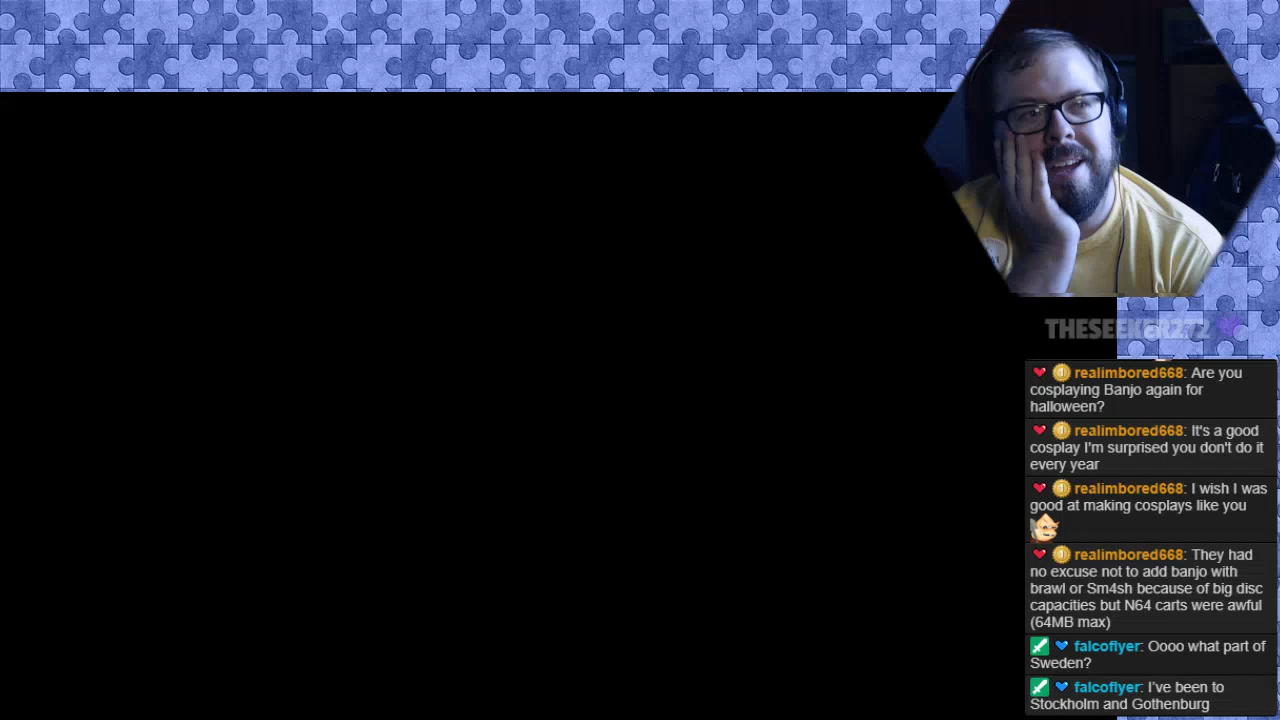 THESEEKER272
realimbored668: Are you
cosplaying Banjo again for
halloween?
realimbored668: It's a good
cosplay I'm surprised you don't do it
every year
realimbored668: I wish I was
good at making cosplays like you
realimbored668: They had
no excuse not to add banjo with
brawl or Sm4sh because of big disc
capacities but N64 carts were awful
(64MB max)
falcoflyer: Oooo what part of
Sweden?
falcoflyer: I've been to
Stockholm and Gothenburg